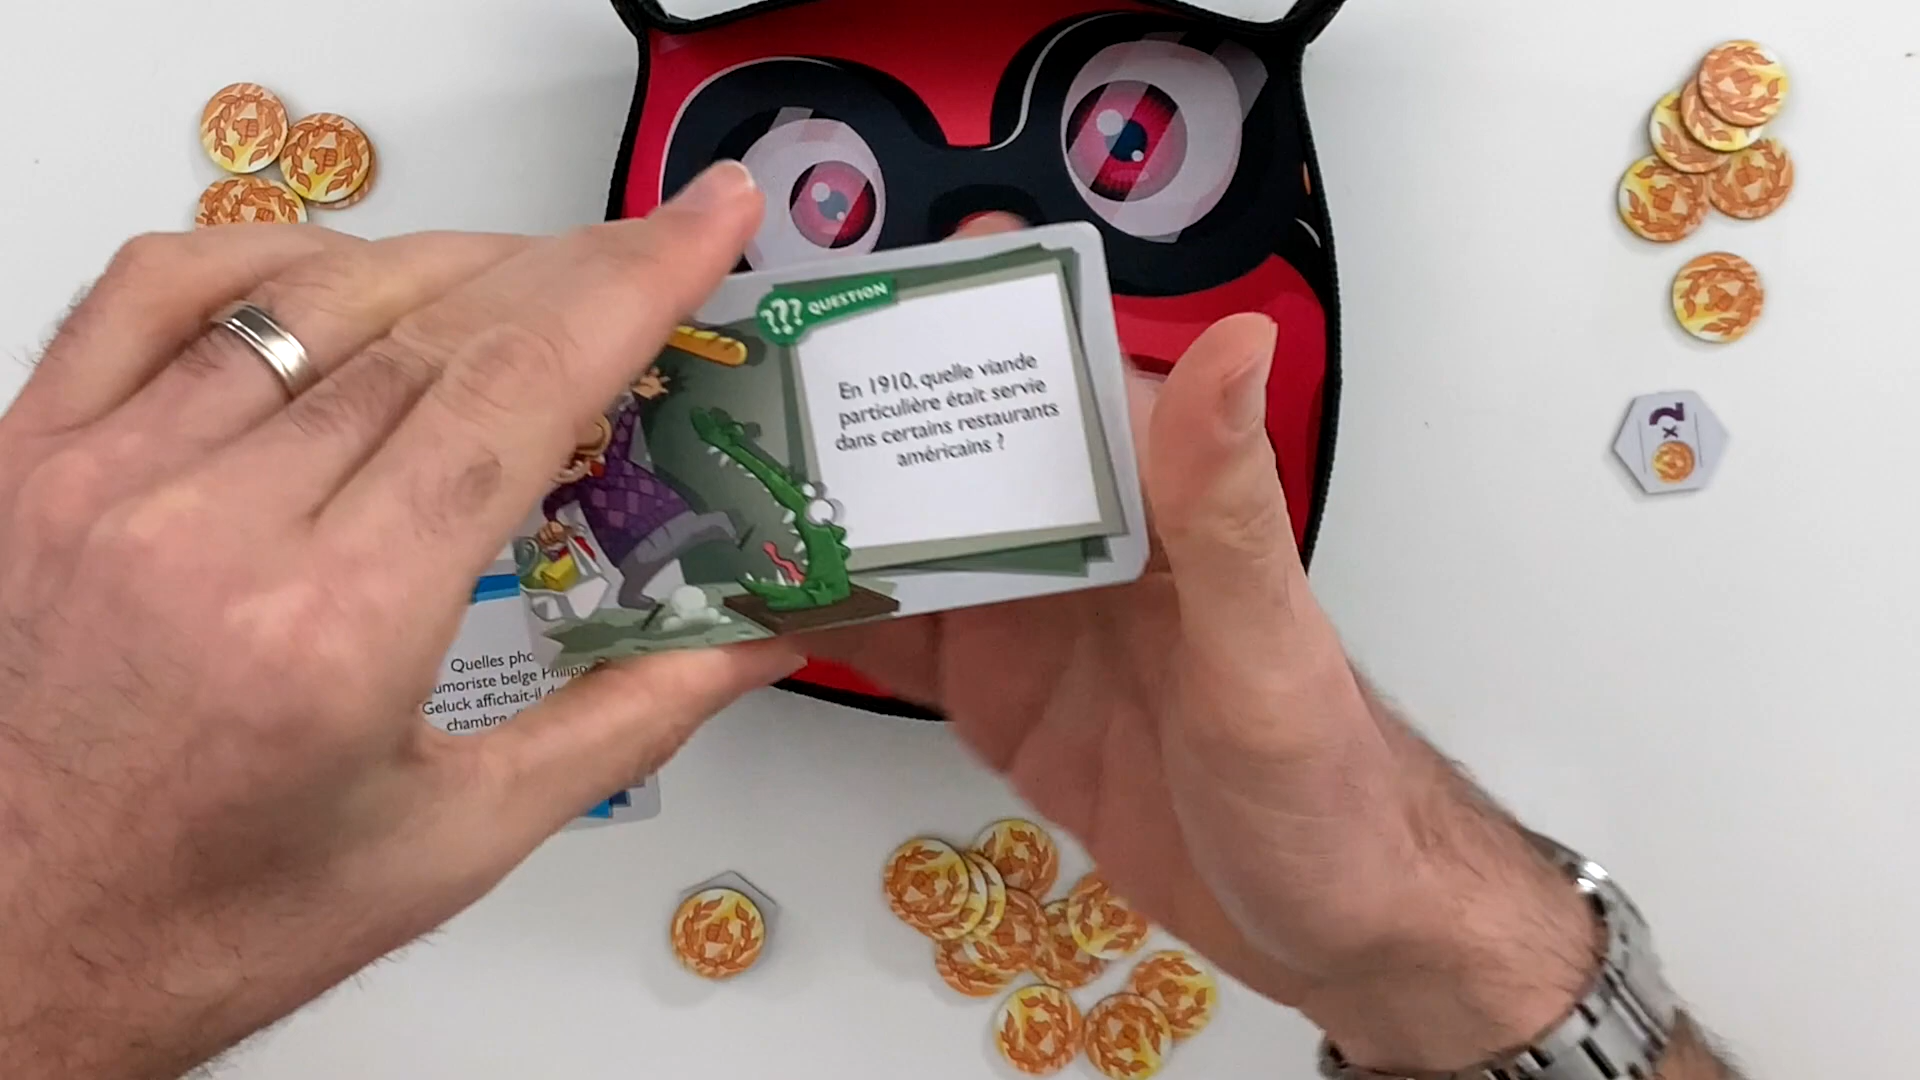 ??? QUESTION
En 1910, quelle viande
particulière était servie
dans certains restaurants
américains ?
x2
Quelles
umoriste belge Philipp
Geluck affichait-il
chambre